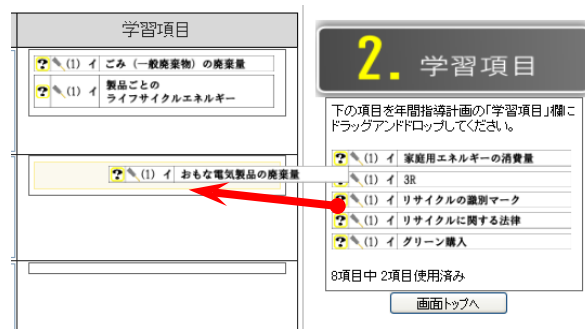 学習項目
? (1) イ ごみ（一般廃棄物）の廃棄量
? (1) イ 製品ごとの
ライフサイクルエネルギー
? (1) イ おもな電気製品の廃棄量
2. 学習項目
下の項目を年間指導計画の「学習項目」欄に
ドラッグアンドドロップしてください。
? (1) イ 家庭用エネルギーの消費量
(1) イ 3R
? (1) イ リサイクルの識別マーク
? (1) イ リサイクルに関する法律
? (1) イ グリーン購入
8項目中 2項目使用済み
画面トップへ